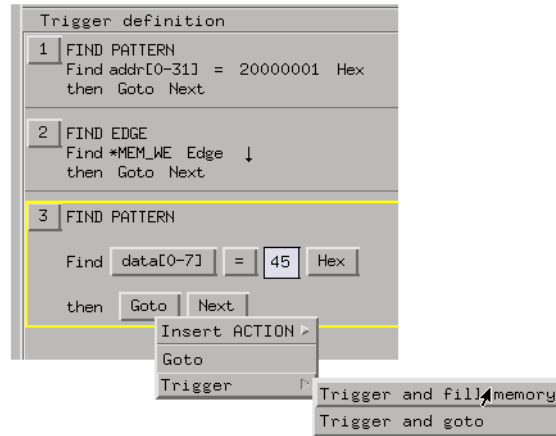 Trigger definition
1 FIND PATTERN
Find addr[0-31] = 20000001 Hex
then Goto Next
2 FIND EDGE
Find *MEM_WE Edge ↓
then Goto Next
3 FIND PATTERN
Find data[0-7] = 45 Hex
then Goto Next
Insert ACTION
Goto
Trigger
Trigger and fill memory
Trigger and goto